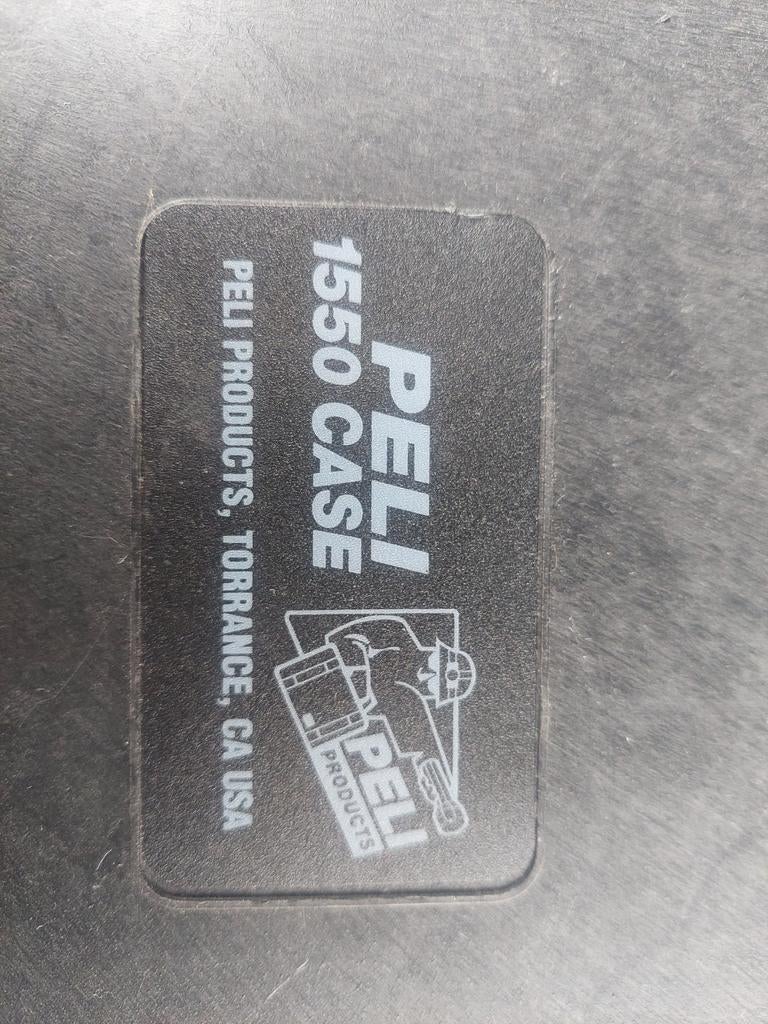 PELI
1550 CASE
PELI
PRODUCTS
PELI PRODUCTS, TORRANCE, CA USA